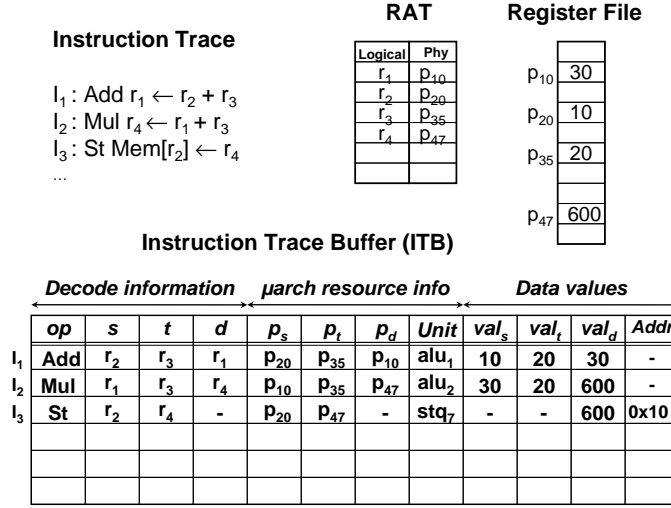 RAT Register File
Instruction Trace
Logical Phy
r1 p10
r2 p20
r3 p35
r4 p47
p10 30
p20 10
p35 20
p47 600
I1 : Add r1 ← r2 + r3
I2 : Mul r4 ← r1 + r3
I3 : St Mem[r2] ← r4
...
Instruction Trace Buffer (ITB)
Decode information µarch resource info Data values
op s t d ps pt pd Unit vals valt vald Addr
I1 Add r2 r3 r1 p20 p35 p10 alu1 10 20 30 -
I2 Mul r1 r3 r4 p10 p35 p47 alu2 30 20 600 -
I3 St r2 r4 - p20 p47 - stq7 - - 600 0x10